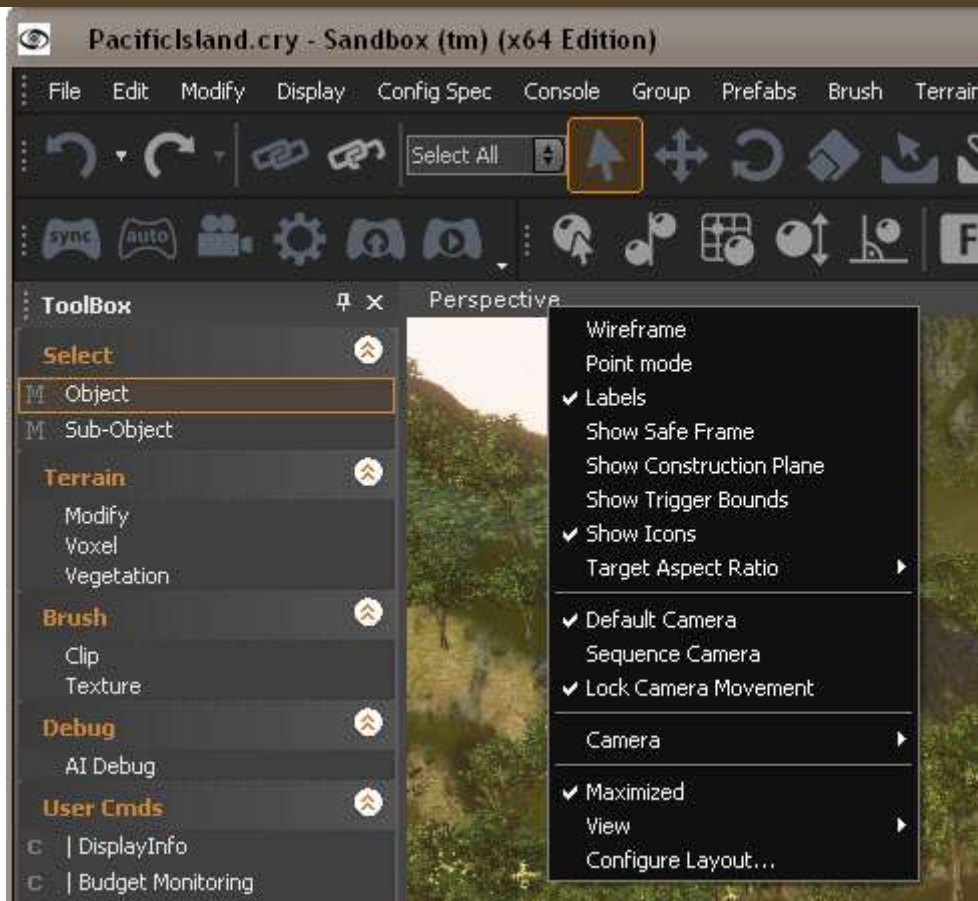 PacificIsland.cry - Sandbox (tm) (x64 Edition)
File Edit Modify Display Config Spec Console Group Prefabs Brush Terrain
Select All
sync auto F
ToolBox
Perspective
Select
M Object
M Sub-Object
Terrain
Modify
Voxel
Vegetation
Brush
Clip
Texture
Debug
AI Debug
User Cmds
C | DisplayInfo
C | Budget Monitoring
Wireframe
Point mode
Labels
Show Safe Frame
Show Construction Plane
Show Trigger Bounds
Show Icons
Target Aspect Ratio
Default Camera
Sequence Camera
Lock Camera Movement
Camera
Maximized
View
Configure Layout...